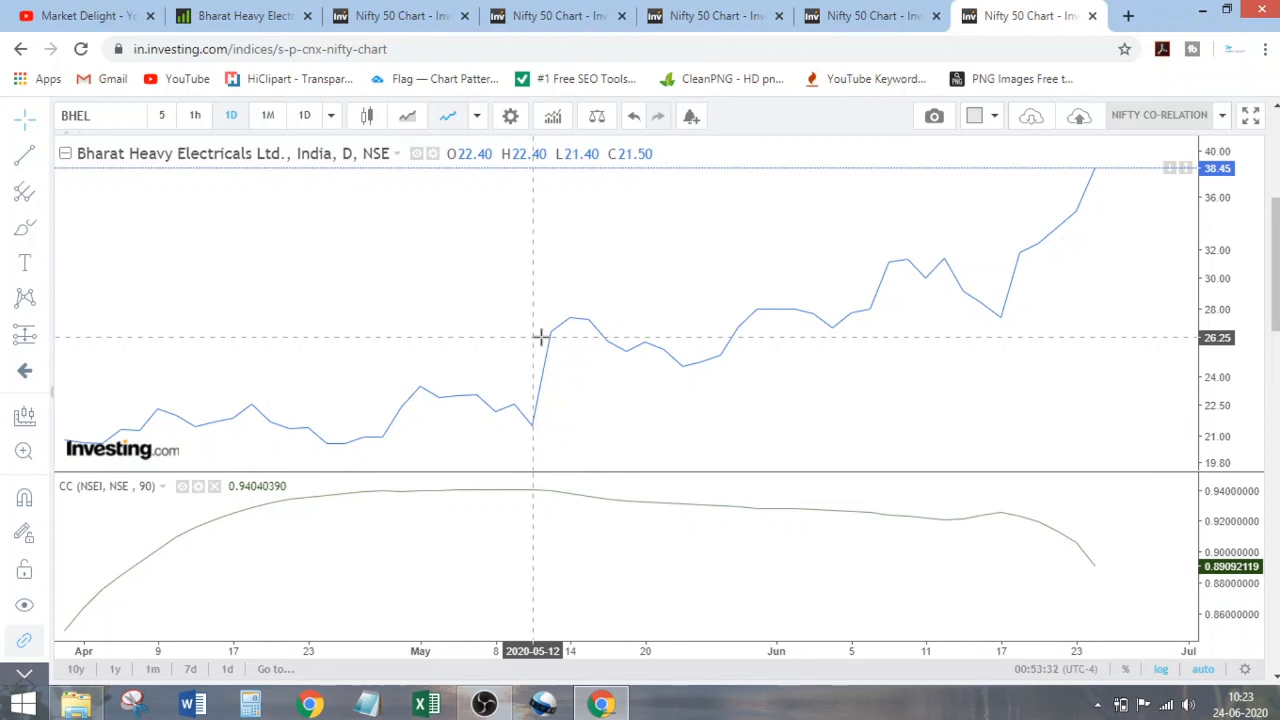 Market Delight - Yo
Bharat Heavy Electr
Nifty 50 Chart - Inv
Nifty 50 Chart - Inv
Nifty 50 Chart - Inv
Nifty 50 Chart - Inv
Nifty 50 Chart - Inv
in.investing.com/indices/s-p-cnx-nifty-chart
Apps Gmail YouTube HiClipart - Transpar... Flag — Chart Patter... #1 Free SEO Tools... CleanPNG - HD pn... YouTube Keyword... PNG Images Free t...
BHEL 5 1h 1D 1M 1D NIFTY CO-RELATION
Bharat Heavy Electricals Ltd., India, D, NSE O22.40 H22.40 L21.40 C21.50
40.00
38.45
36.00
32.00
30.00
28.00
26.25
24.00
22.50
21.00
19.80
Investing.com
CC (NSEI, NSE , 90) 0.94040390
0.94000000
0.92000000
0.90000000
0.89092119
0.88000000
0.86000000
Apr 9 17 23 May 8 2020-05-12 14 20 Jun 5 11 17 23 Jul
10y 1y 1m 7d 1d Go to... 00:53:32 (UTC-4) % log auto
10:23
24-06-2020